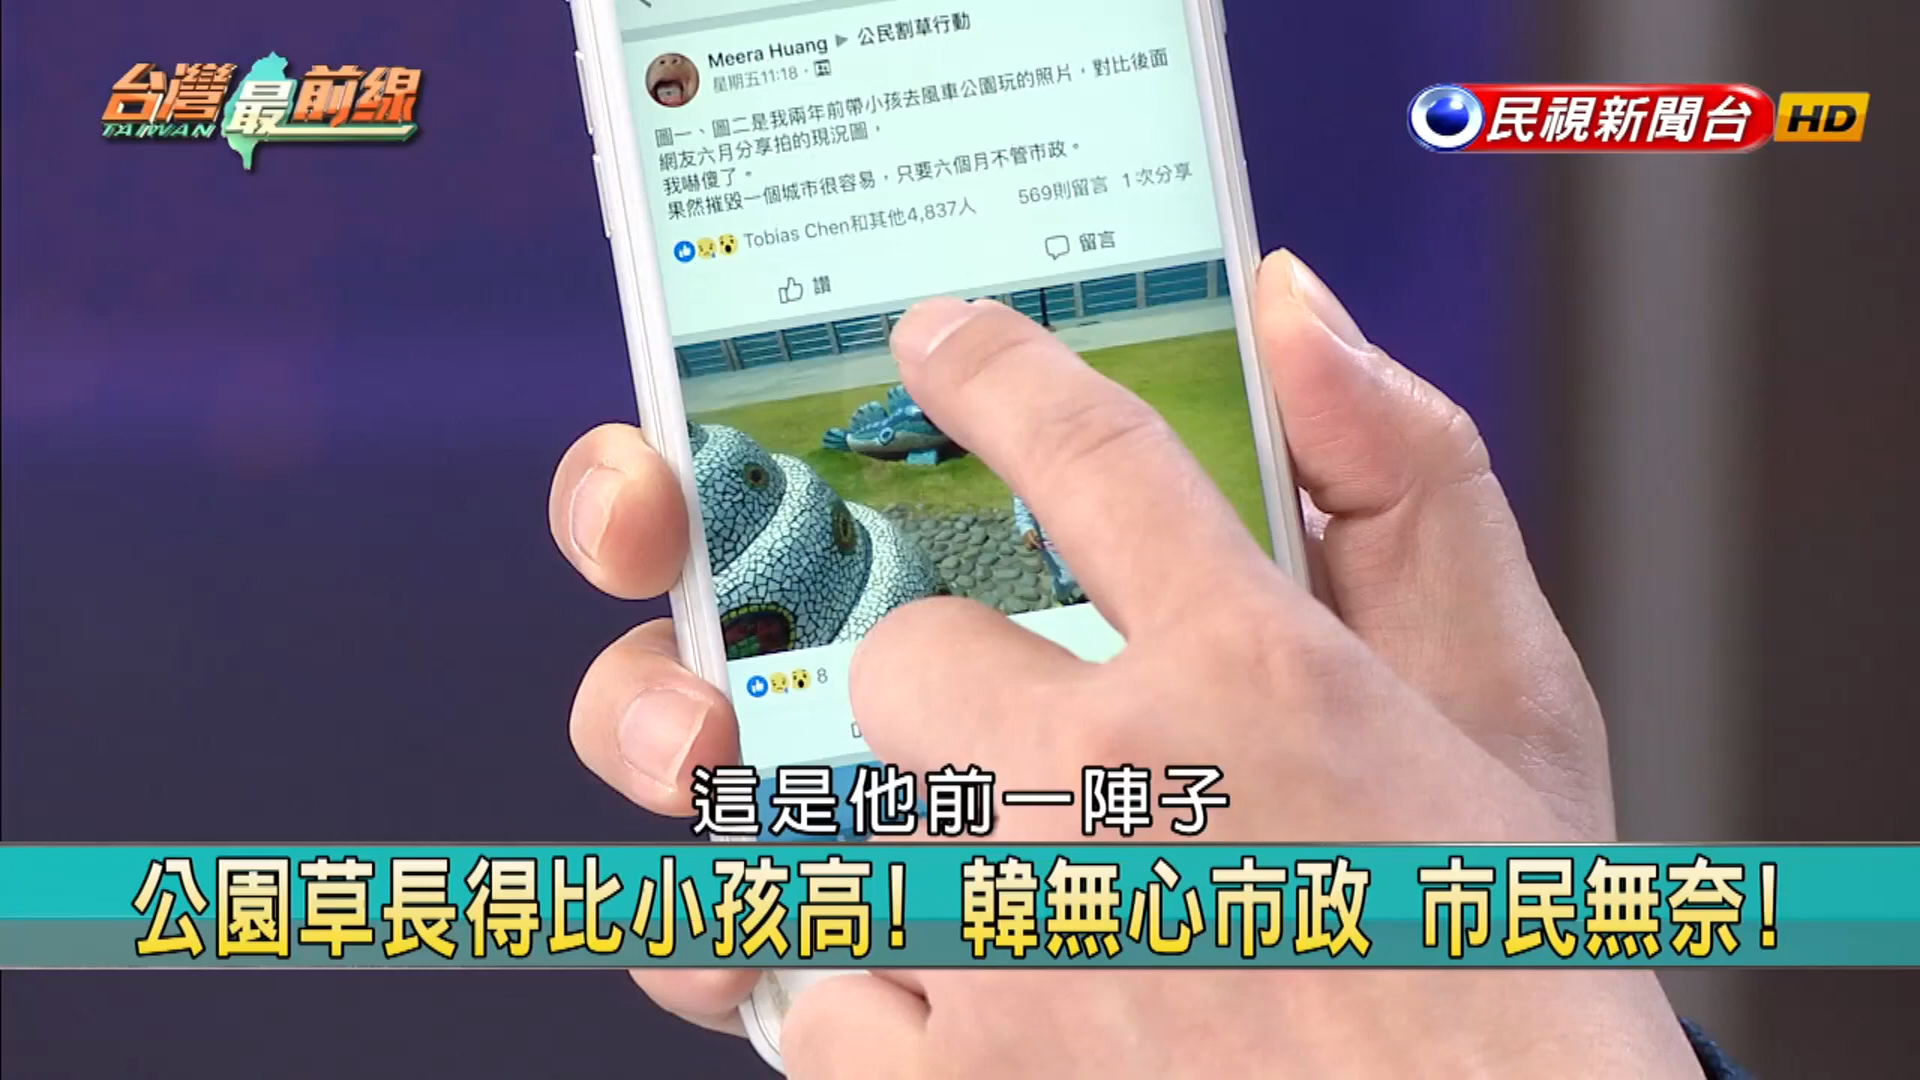 台灣最前線
TAIWAN
民視新聞台 HD
Meera Huang ▶ 公民割草行動
星期五11:18
圖一、圖二是我兩年前帶小孩去風車公園玩的照片，對比後面
網友六月分享拍的現況圖，
我嚇傻了。
果然摧毀一個城市很容易，只要六個月不管市政。
Tobias Chen和其他4,837人 569則留言 1次分享
讚 留言
8
這是他前一陣子
公園草長得比小孩高! 韓無心市政 市民無奈!